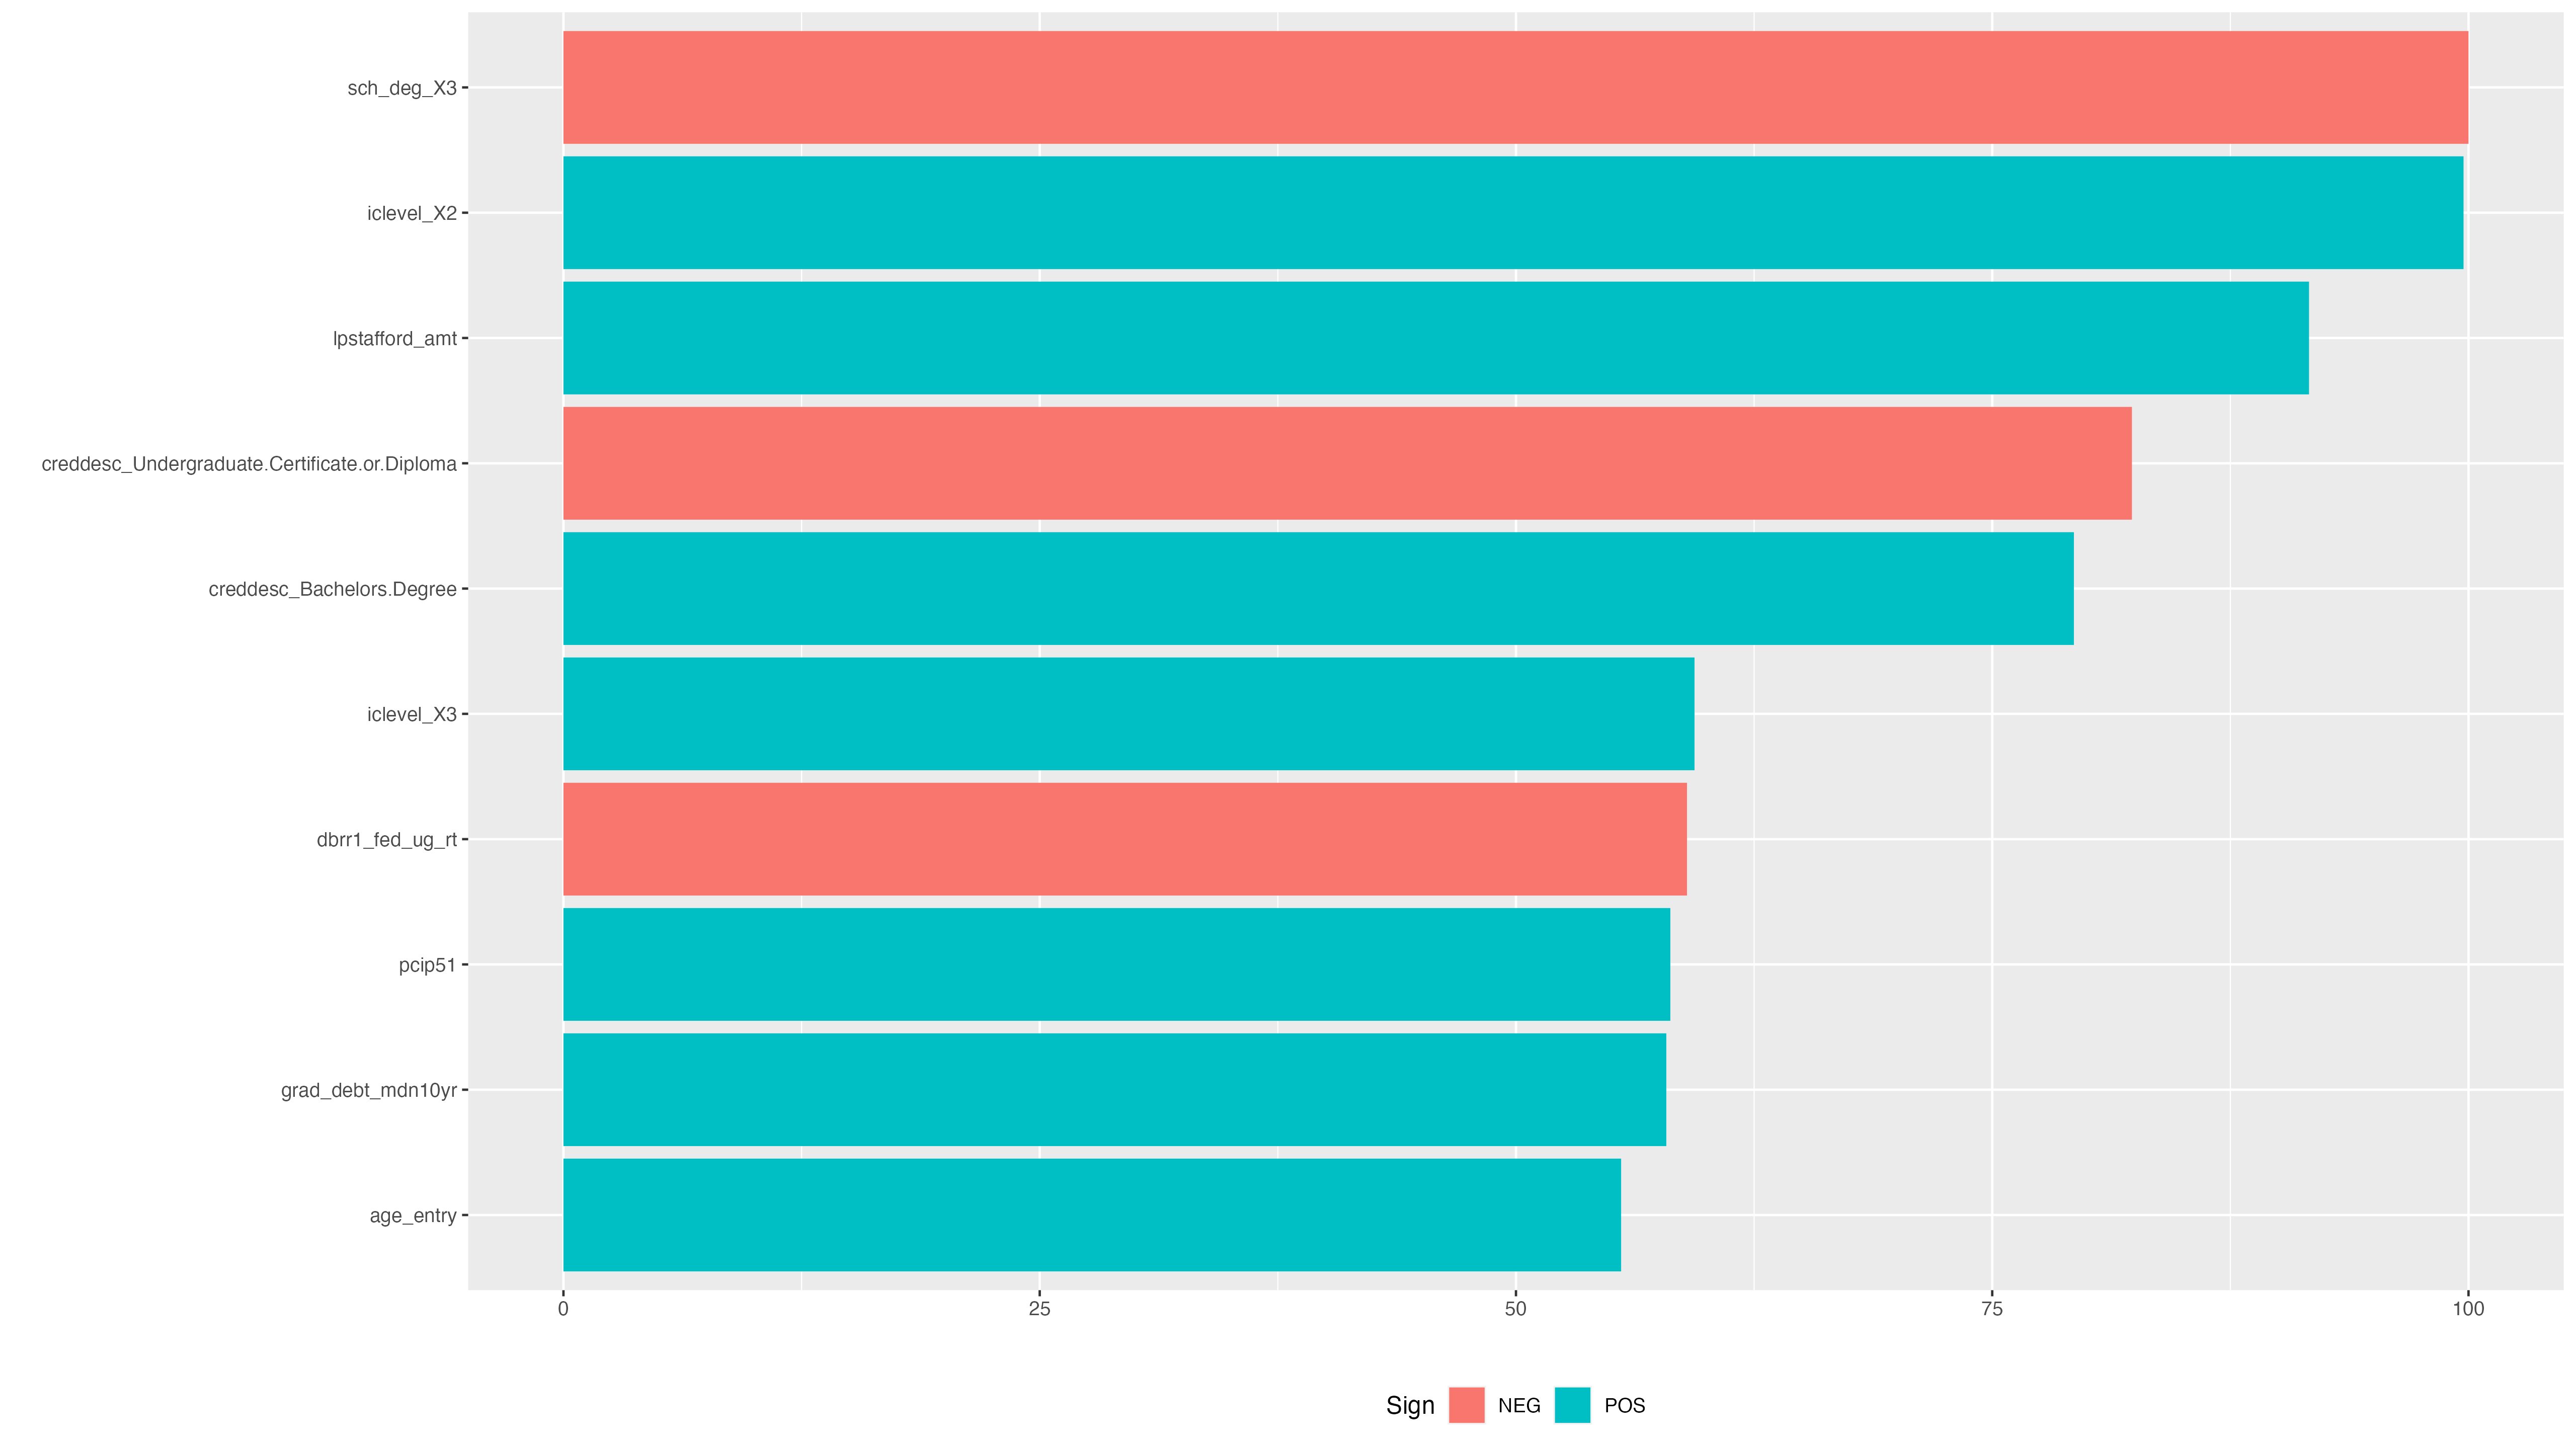 sch_deg_X3
iclevel_X2
lpstafford_amt
creddesc_Undergraduate.Certificate.or.Diploma
creddesc_Bachelors.Degree
iclevel_X3
dbrr1_fed_ug_rt
pcip51
grad_debt_mdn10yr
age_entry
0 25 50 75 100
Sign NEG POS